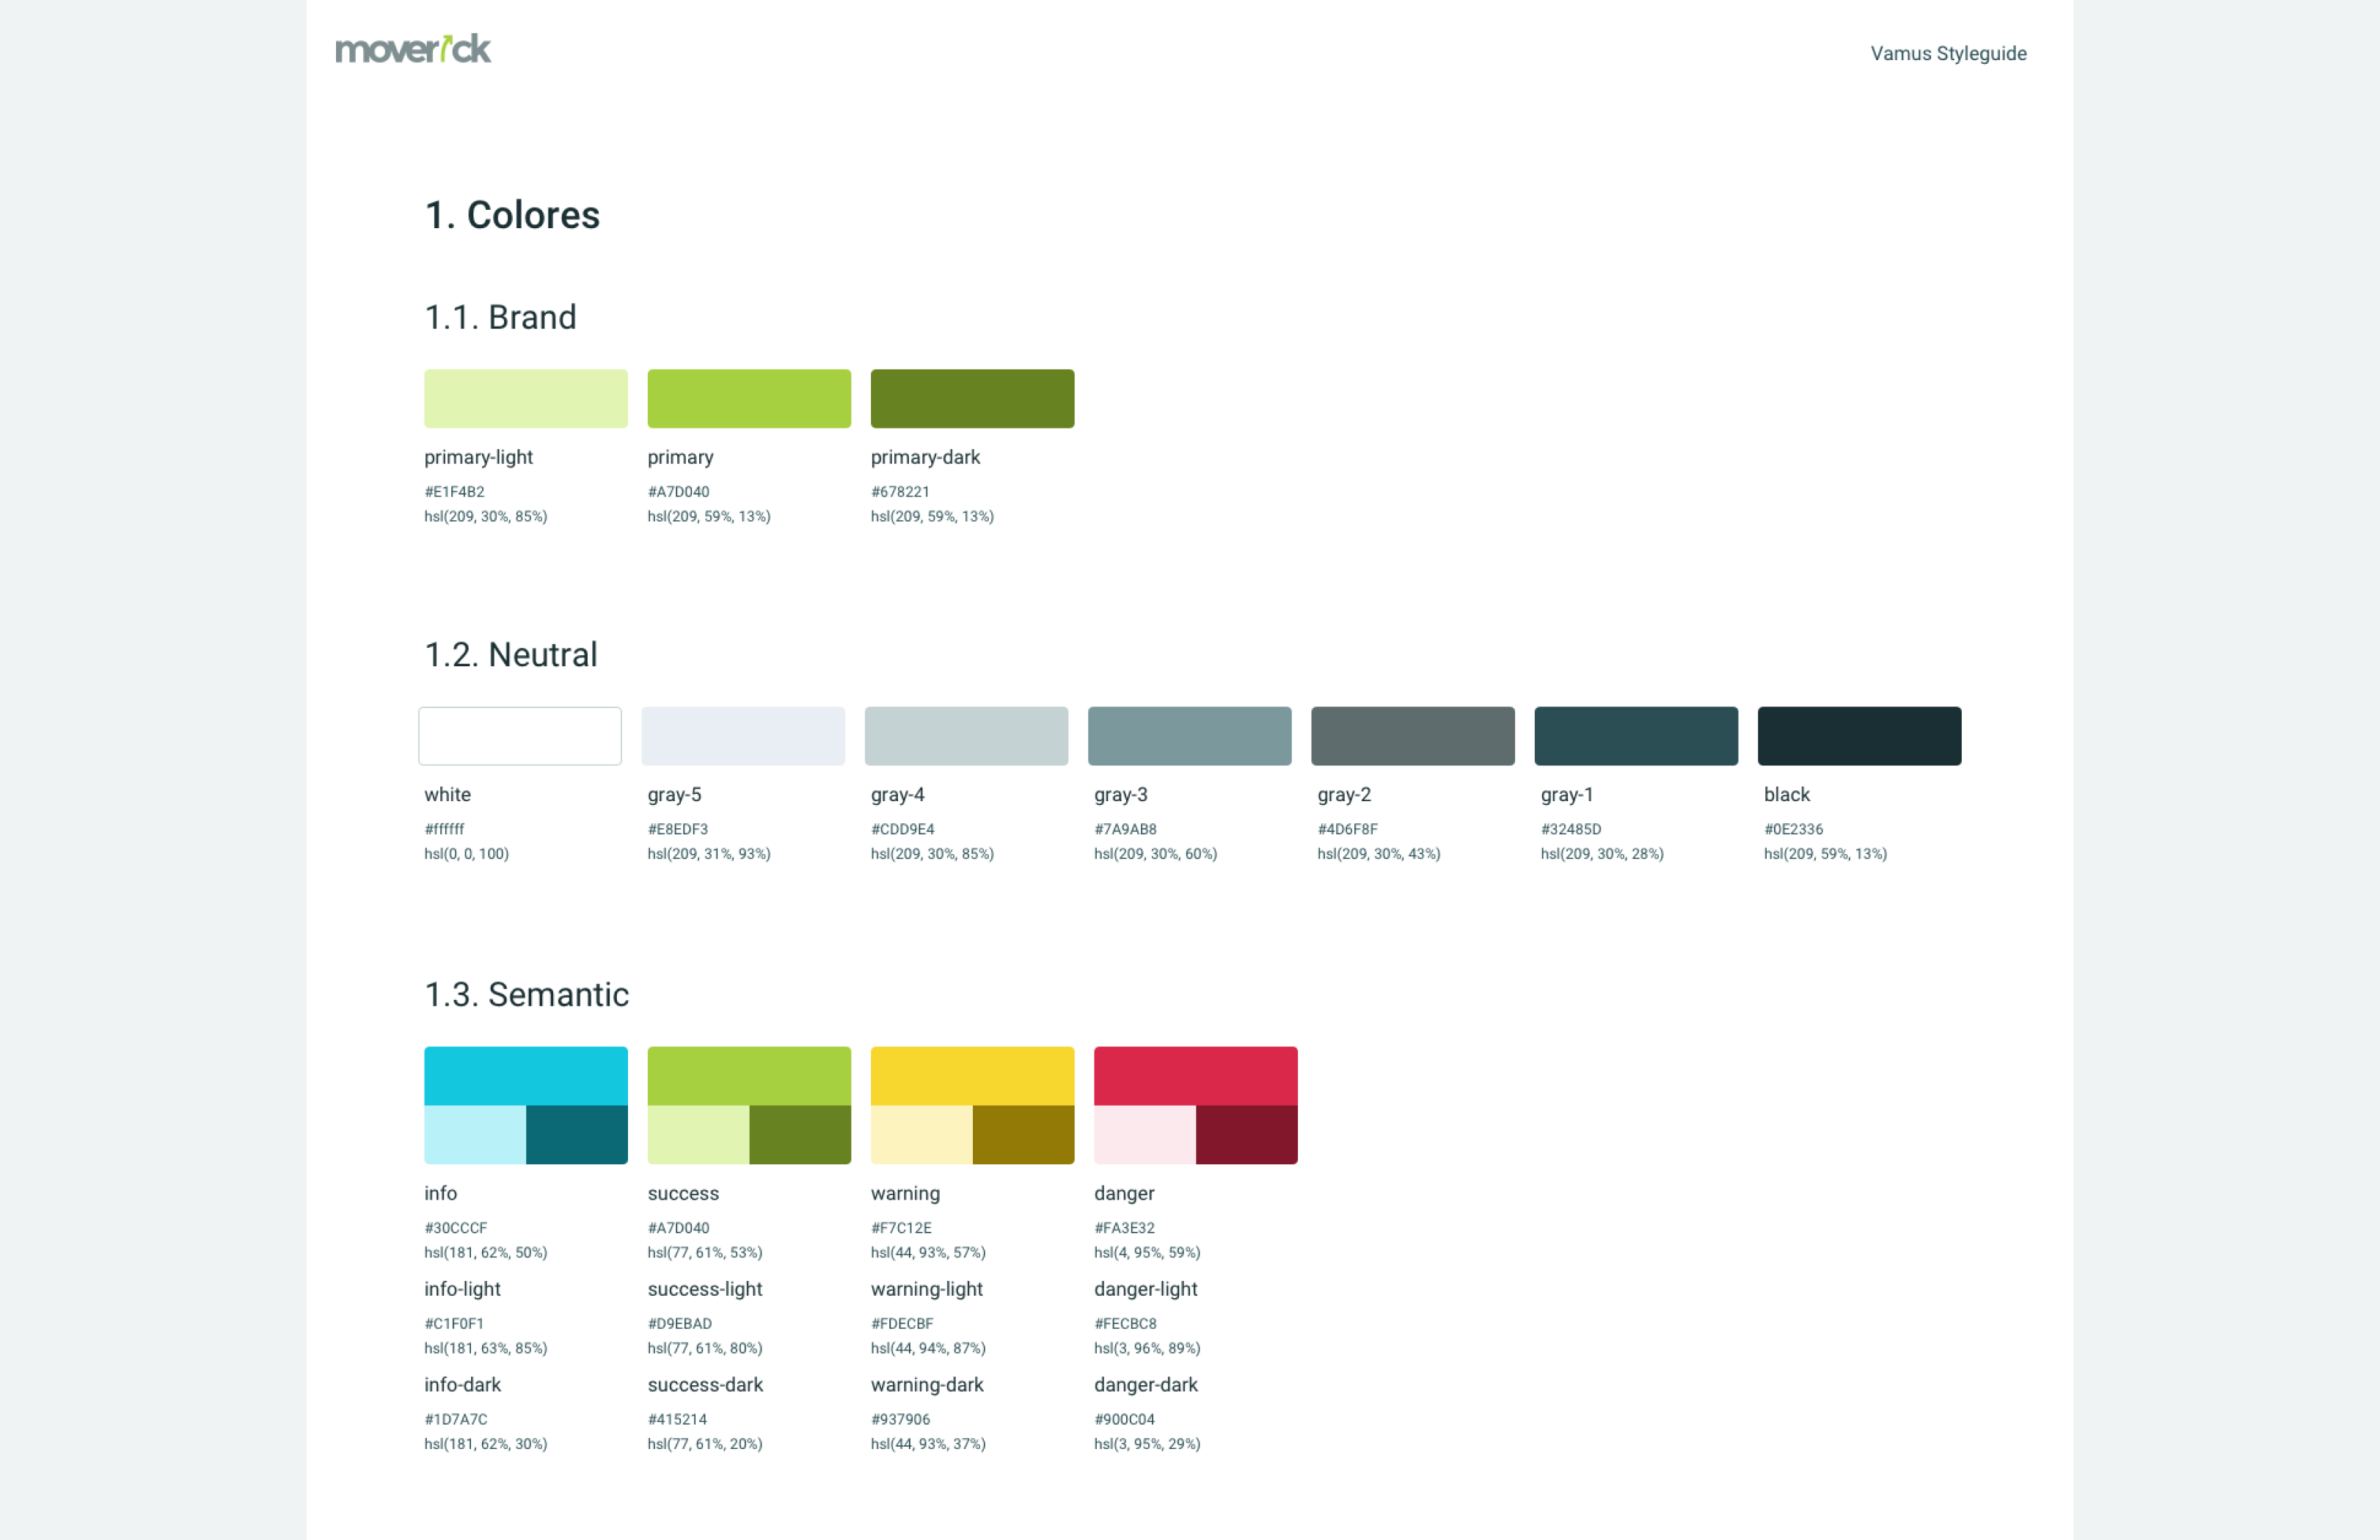 moverick
Vamus Styleguide
1. Colores
1.1. Brand
primary-light
#E1F4B2
hsl(209, 30%, 85%)
primary
#A7D040
hsl(209, 59%, 13%)
primary-dark
#678221
hsl(209, 59%, 13%)
1.2. Neutral
white
#ffffff
hsl(0, 0, 100)
gray-5
#E8EDF3
hsl(209, 31%, 93%)
gray-4
#CDD9E4
hsl(209, 30%, 85%)
gray-3
#7A9AB8
hsl(209, 30%, 60%)
gray-2
#4D6F8F
hsl(209, 30%, 43%)
gray-1
#32485D
hsl(209, 30%, 28%)
black
#0E2336
hsl(209, 59%, 13%)
1.3. Semantic
info
#30CCCF
hsl(181, 62%, 50%)
info-light
#C1F0F1
hsl(181, 63%, 85%)
info-dark
#1D7A7C
hsl(181, 62%, 30%)
success
#A7D040
hsl(77, 61%, 53%)
success-light
#D9EBAD
hsl(77, 61%, 80%)
success-dark
#415214
hsl(77, 61%, 20%)
warning
#F7C12E
hsl(44, 93%, 57%)
warning-light
#FDECBF
hsl(44, 94%, 87%)
warning-dark
#937906
hsl(44, 93%, 37%)
danger
#FA3E32
hsl(4, 95%, 59%)
danger-light
#FECBC8
hsl(3, 96%, 89%)
danger-dark
#900C04
hsl(3, 95%, 29%)